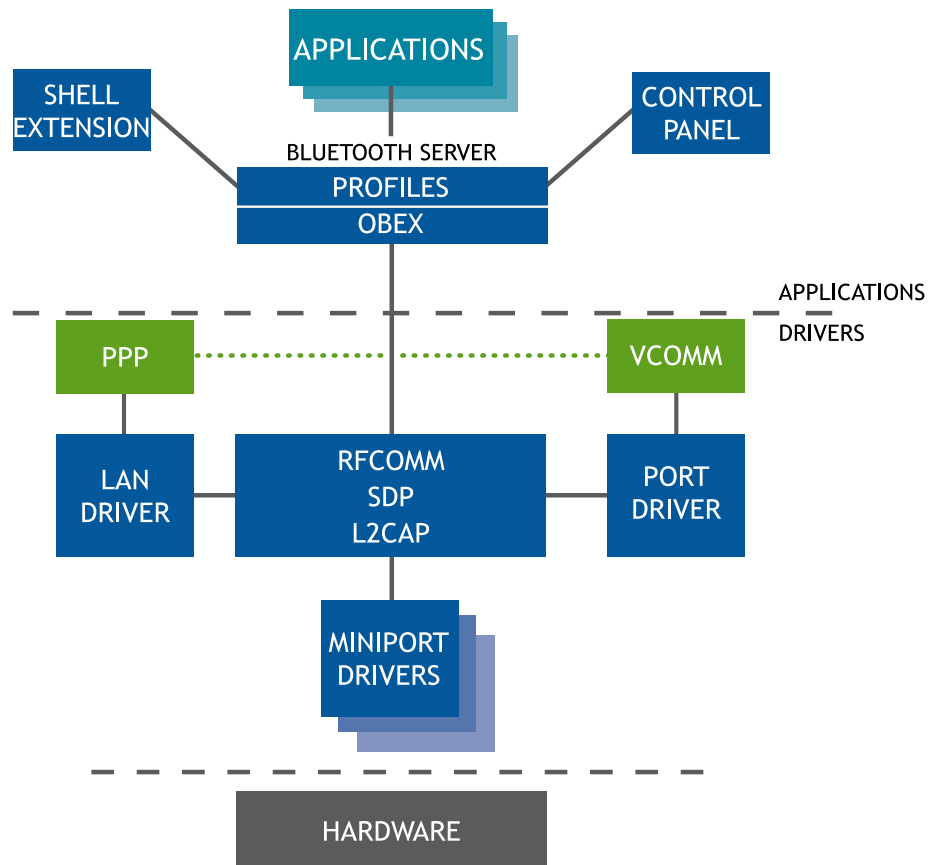 APPLICATIONS
SHELL
EXTENSION
CONTROL
PANEL
BLUETOOTH SERVER
PROFILES
OBEX
APPLICATIONS
DRIVERS
PPP
VCOMM
LAN
DRIVER
RFCOMM
SDP
L2CAP
PORT
DRIVER
MINIPORT
DRIVERS
HARDWARE